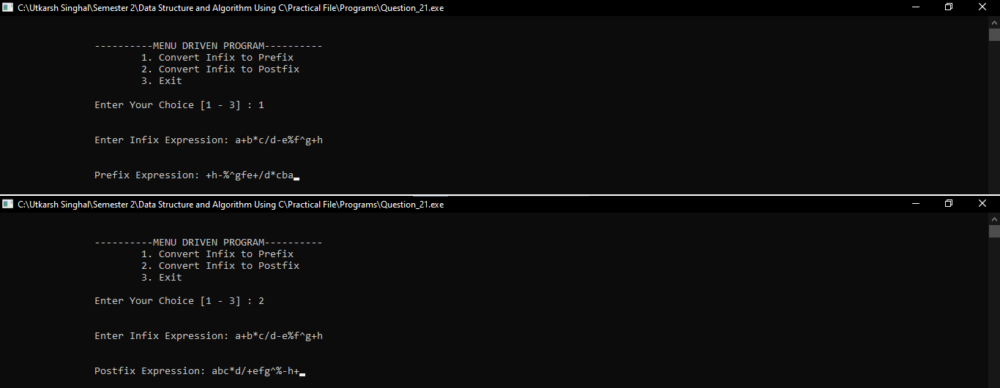 C:\Utkarsh Singhal\Semester 2\Data Structure and Algorithm Using C\Practical File\Programs\Question_21.exe
----------MENU DRIVEN PROGRAM----------
1. Convert Infix to Prefix
2. Convert Infix to Postfix
3. Exit
Enter Your Choice [1 - 3] : 1
Enter Infix Expression: a+b*c/d-e%f^g+h
Prefix Expression: +h-%^gfe+/d*cba
C:\Utkarsh Singhal\Semester 2\Data Structure and Algorithm Using C\Practical File\Programs\Question_21.exe
----------MENU DRIVEN PROGRAM----------
1. Convert Infix to Prefix
2. Convert Infix to Postfix
3. Exit
Enter Your Choice [1 - 3] : 2
Enter Infix Expression: a+b*c/d-e%f^g+h
Postfix Expression: abc*d/+efg^%-h+